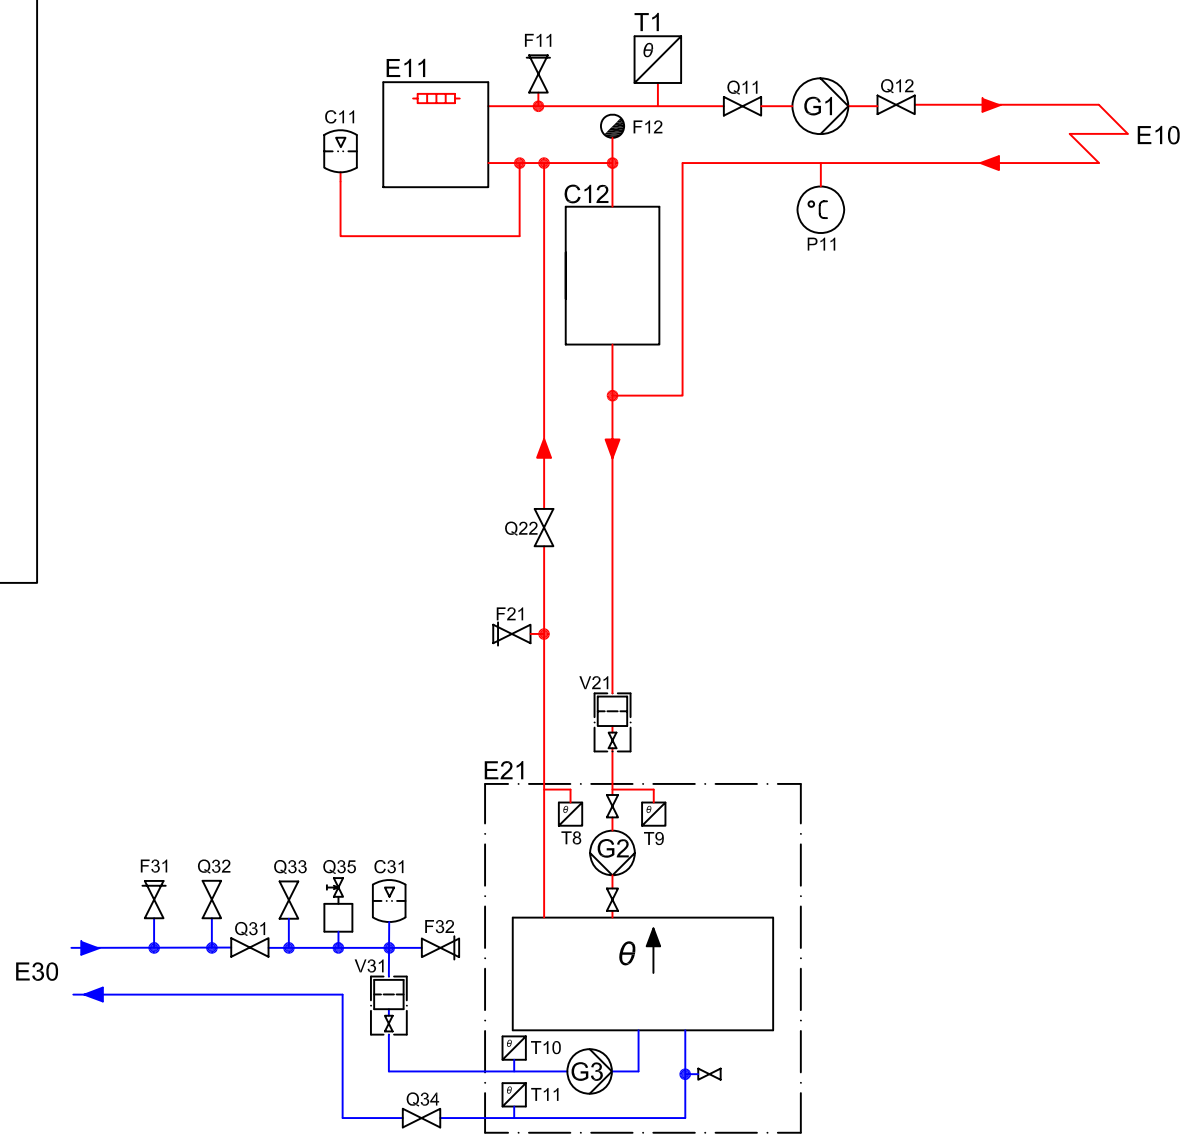 T1
θ
F11
E11
Q11
G1
Q12
C11
F12
E10
C12
°C
P11
Q22
F21
V21
E21
θ
θ
T8
T9
G2
F31
Q32
Q33
Q35
C31
Q31
F32
θ
E30
V31
θ
T10
G3
θ
T11
Q34